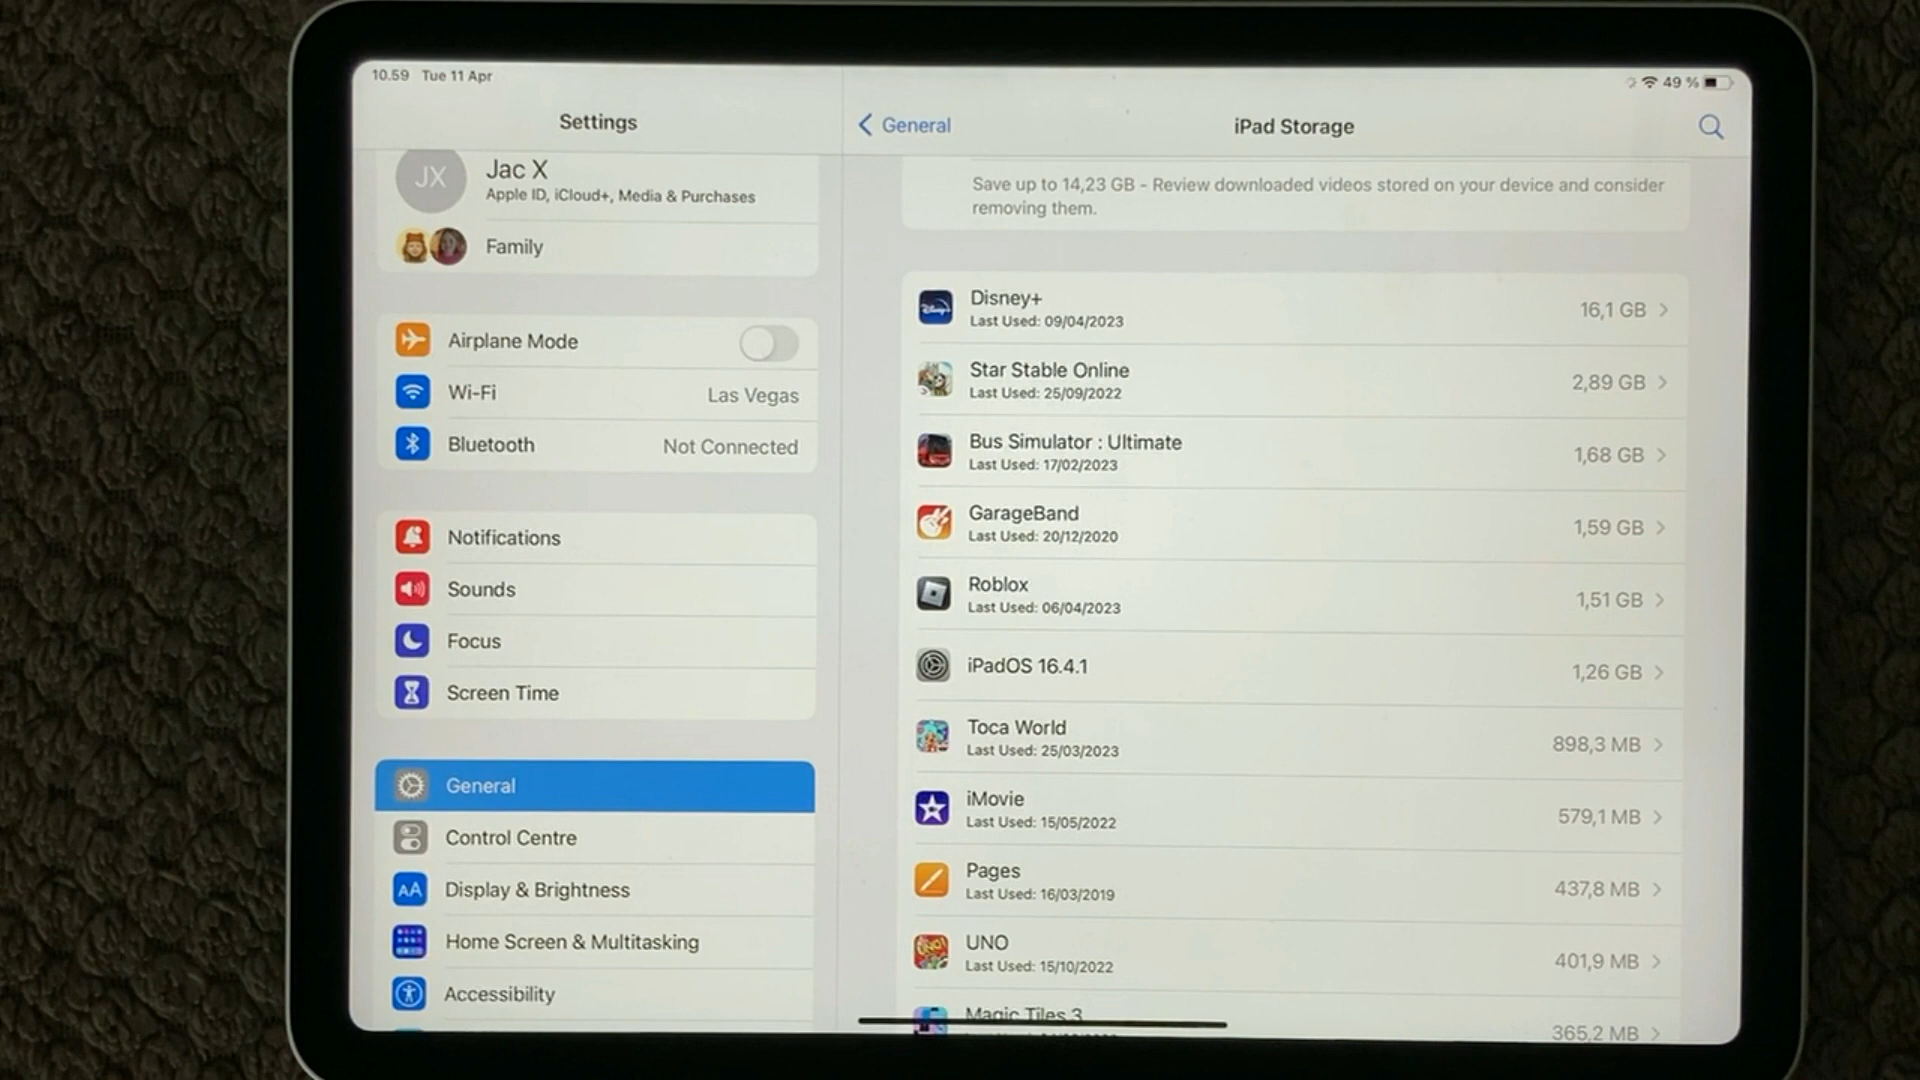 10.59 Tue 11 Apr
49 %
Settings
JX
Jac X
Apple ID, iCloud+, Media & Purchases
Family
Airplane Mode
Wi-Fi
Las Vegas
Bluetooth
Not Connected
Notifications
Sounds
Focus
Screen Time
General
Control Centre
AA
Display & Brightness
Home Screen & Multitasking
Accessibility
General
iPad Storage
Save up to 14,23 GB - Review downloaded videos stored on your device and consider
removing them.
Disney+
Last Used: 09/04/2023
16,1 GB
Star Stable Online
Last Used: 25/09/2022
2,89 GB
Bus Simulator : Ultimate
Last Used: 17/02/2023
1,68 GB
GarageBand
Last Used: 20/12/2020
1,59 GB
Roblox
Last Used: 06/04/2023
1,51 GB
iPadOS 16.4.1
1,26 GB
Toca World
Last Used: 25/03/2023
898,3 MB
iMovie
Last Used: 15/05/2022
579,1 MB
Pages
Last Used: 16/03/2019
437,8 MB
UNO
Last Used: 15/10/2022
401,9 MB
Magic Tiles 3
365,2 MB